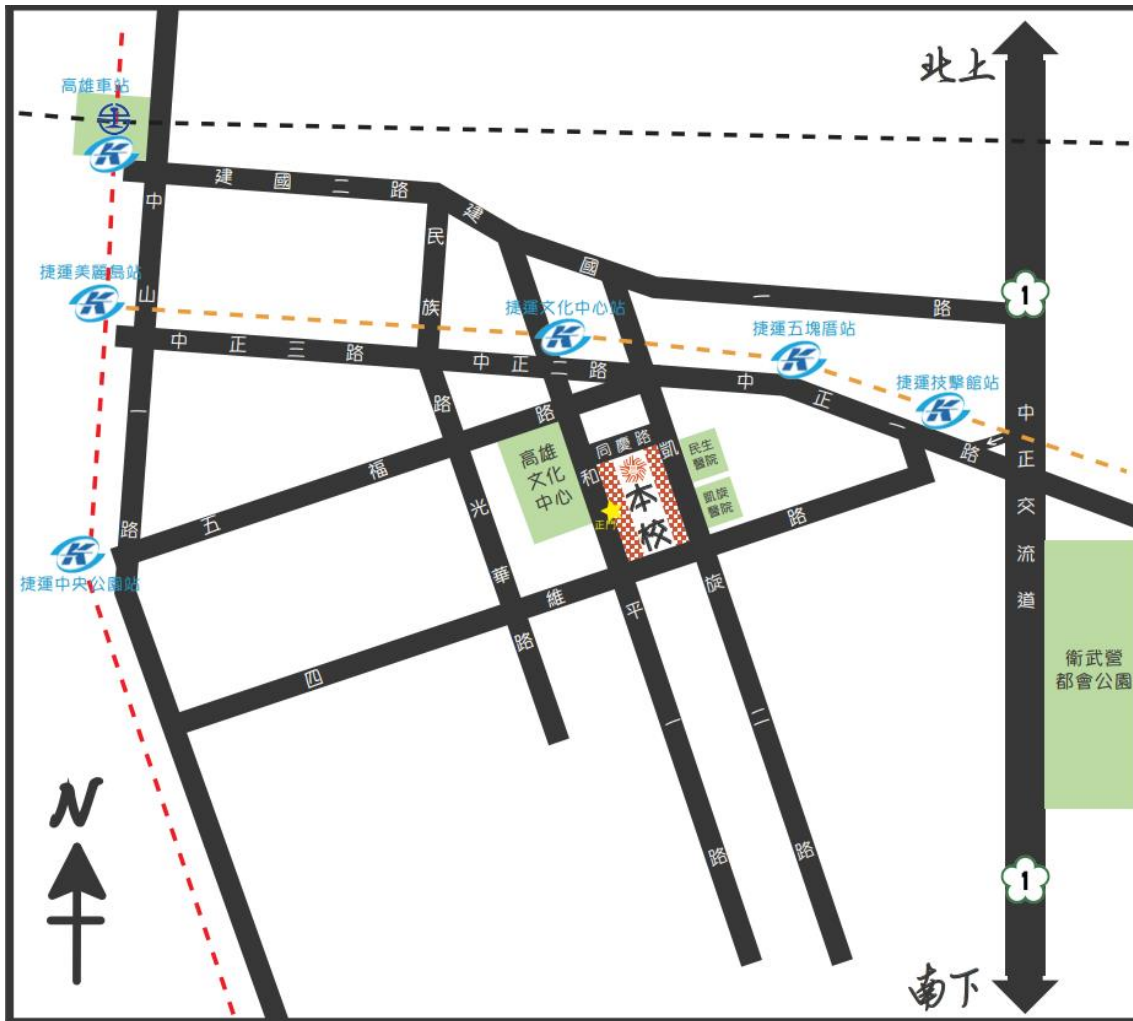 北上
高雄車站
建國二路
建國一路
中山一路
民族路
捷運美麗島站
捷運文化中心站
捷運五塊厝站
捷運技擊館站
1
中正三路
中正二路
中正一路
中正交流道
五福路
同慶路
高雄
文化
中心
和平一路
凱旋二路
民生
醫院
凱旋
醫院
本校
正門
光華路
四維路
捷運中央公園站
衛武營
都會公園
N
1
南下